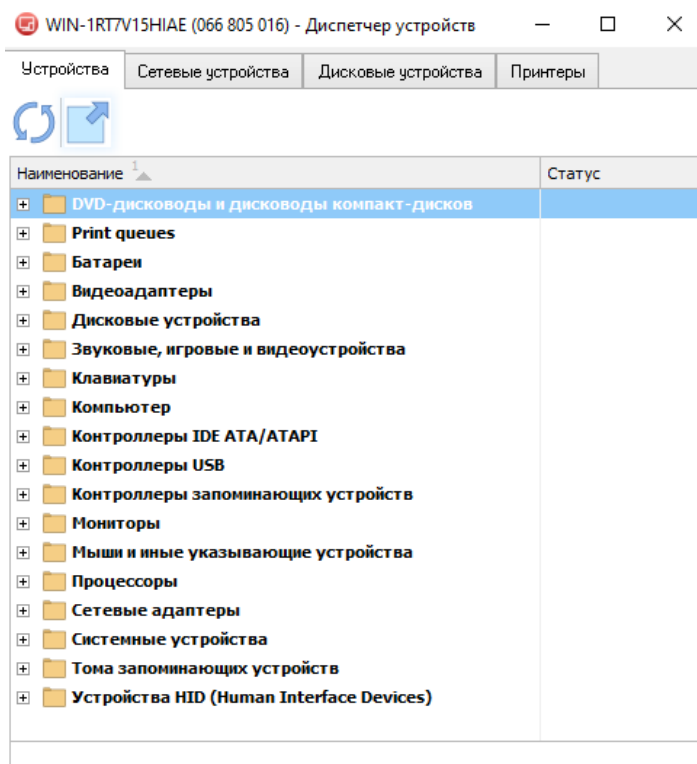 WIN-1RT7V15HIAE (066 805 016) - Диспетчер устройств
Устройства Сетевые устройства Дисковые устройства Принтеры
Наименование 1 Статус
DVD-дисководы и дисководы компакт-дисков
Print queues
Батареи
Видеоадаптеры
Дисковые устройства
Звуковые, игровые и видеоустройства
Клавиатуры
Компьютер
Контроллеры IDE ATA/ATAPI
Контроллеры USB
Контроллеры запоминающих устройств
Мониторы
Мыши и иные указывающие устройства
Процессоры
Сетевые адаптеры
Системные устройства
Тома запоминающих устройств
Устройства HID (Human Interface Devices)